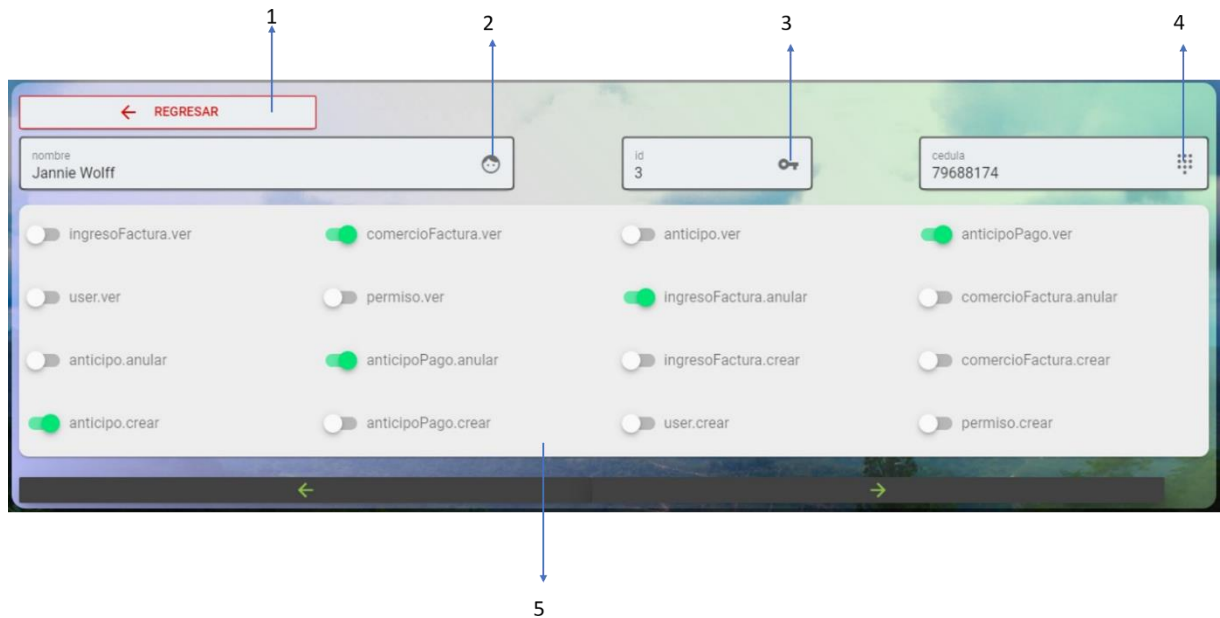 1
2
3
4
REGRESAR
nombre
Jannie Wolff
id
3
cedula
79688174
ingresoFactura.ver
comercioFactura.ver
anticipo.ver
anticipoPago.ver
user.ver
permiso.ver
ingresoFactura.anular
comercioFactura.anular
anticipo.anular
anticipoPago.anular
ingresoFactura.crear
comercioFactura.crear
anticipo.crear
anticipoPago.crear
user.crear
permiso.crear
5